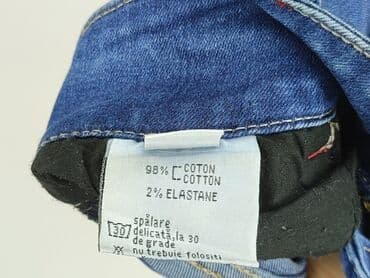 98% COTON
COTTON
2% ELASTANE
30 spălare
delicată,la 30
de grade
nu trebuie folosiți